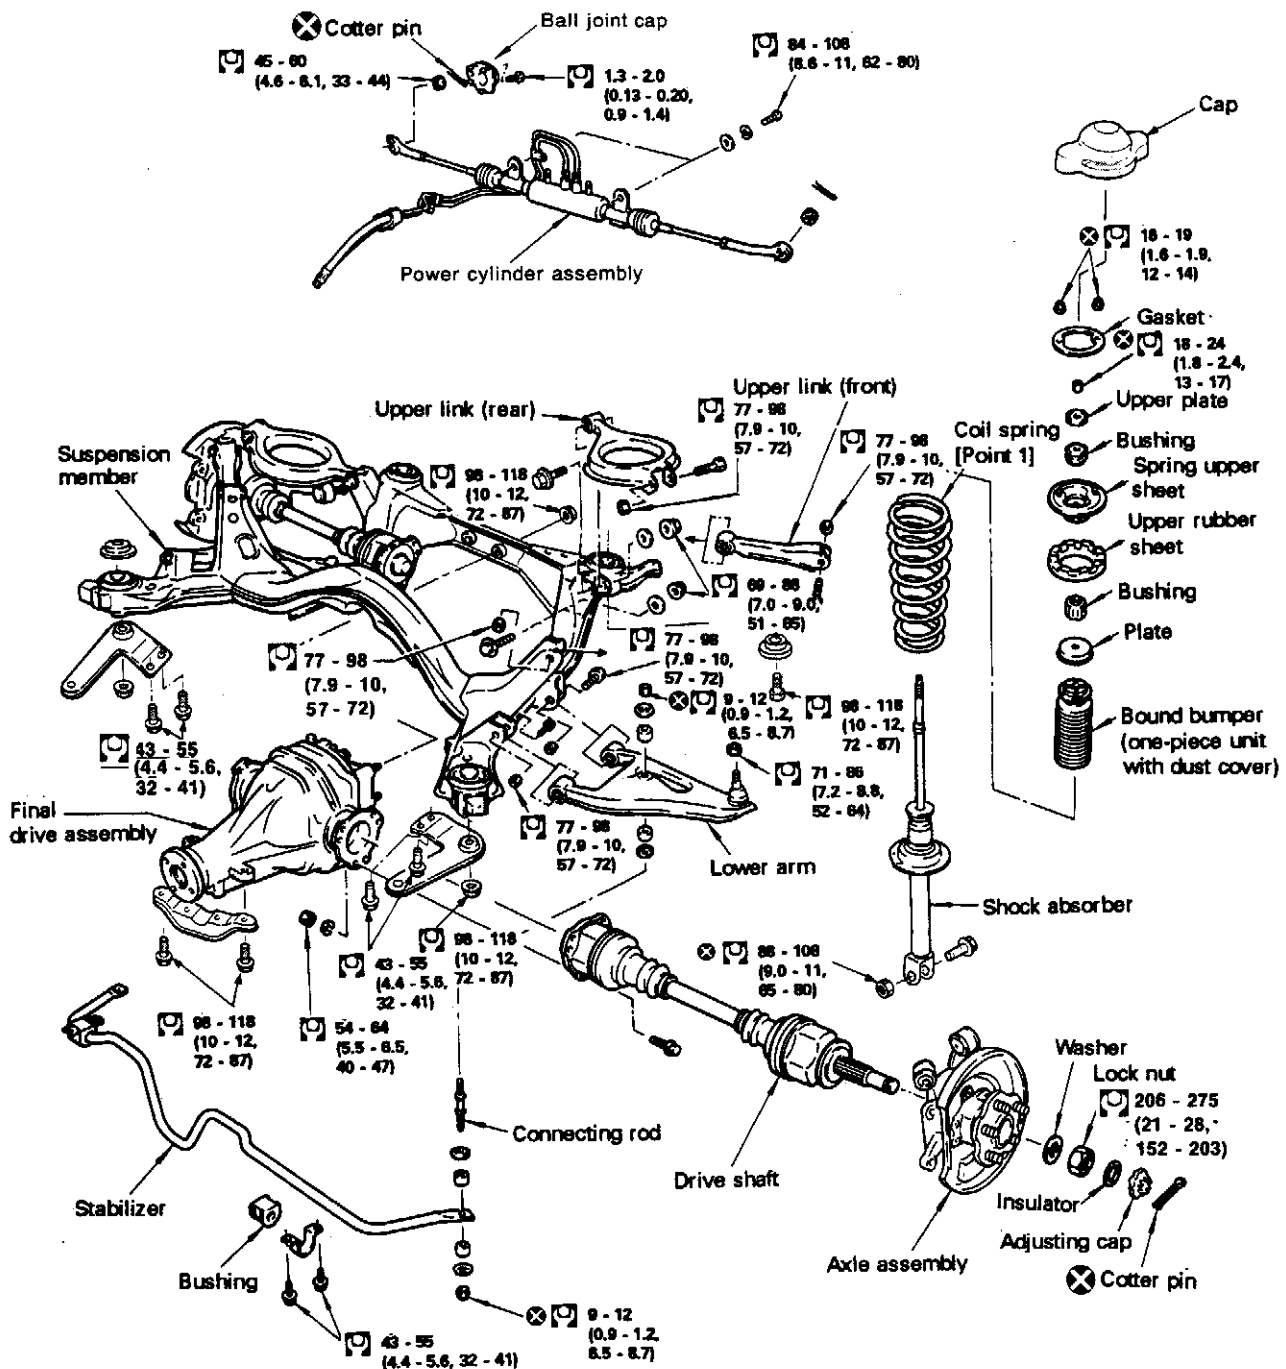 Cotter pin
Ball joint cap
45 - 60
(4.6 - 6.1, 33 - 44)
1.3 - 2.0
(0.13 - 0.20,
0.9 - 1.4)
84 - 108
(8.6 - 11, 62 - 80)
Cap
Power cylinder assembly
16 - 19
(1.6 - 1.9,
12 - 14)
Gasket
18 - 24
(1.8 - 2.4,
13 - 17)
Upper plate
Bushing
Spring upper
sheet
Upper rubber
sheet
Bushing
Plate
Bound bumper
(one-piece unit
with dust cover)
Upper link (rear)
Upper link (front)
77 - 98
(7.9 - 10,
57 - 72)
77 - 98
(7.9 - 10,
57 - 72)
Coil spring
[Point 1]
Suspension
member
98 - 118
(10 - 12,
72 - 87)
69 - 88
(7.0 - 9.0,
51 - 65)
77 - 98
(7.9 - 10,
57 - 72)
77 - 98
(7.9 - 10,
57 - 72)
9 - 12
(0.9 - 1.2,
6.5 - 8.7)
98 - 118
(10 - 12,
72 - 87)
43 - 55
(4.4 - 5.6,
32 - 41)
71 - 86
(7.2 - 8.8,
52 - 64)
Final
drive assembly
77 - 98
(7.9 - 10,
57 - 72)
Lower arm
Shock absorber
98 - 118
(10 - 12,
72 - 87)
43 - 55
(4.4 - 5.6,
32 - 41)
88 - 108
(9.0 - 11,
65 - 80)
98 - 118
(10 - 12,
72 - 87)
54 - 64
(5.5 - 6.5,
40 - 47)
Washer
Lock nut
206 - 275
(21 - 28,
152 - 203)
Connecting rod
Drive shaft
Stabilizer
Insulator
Adjusting cap
Axle assembly
Cotter pin
Bushing
9 - 12
(0.9 - 1.2,
6.5 - 8.7)
43 - 55
(4.4 - 5.6, 32 - 41)